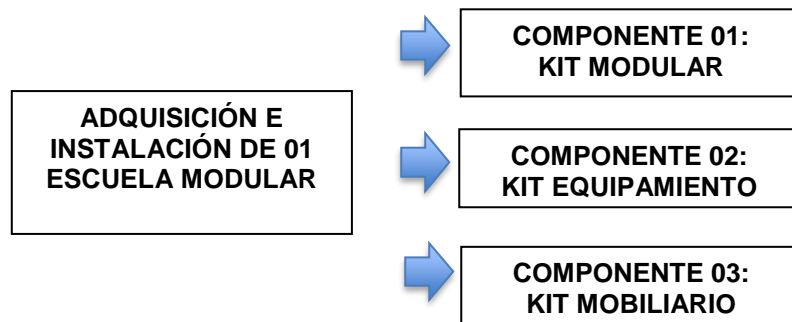 ADQUISICIÓN E
INSTALACIÓN DE 01
ESCUELA MODULAR
COMPONENTE 01:
KIT MODULAR
COMPONENTE 02:
KIT EQUIPAMIENTO
COMPONENTE 03:
KIT MOBILIARIO